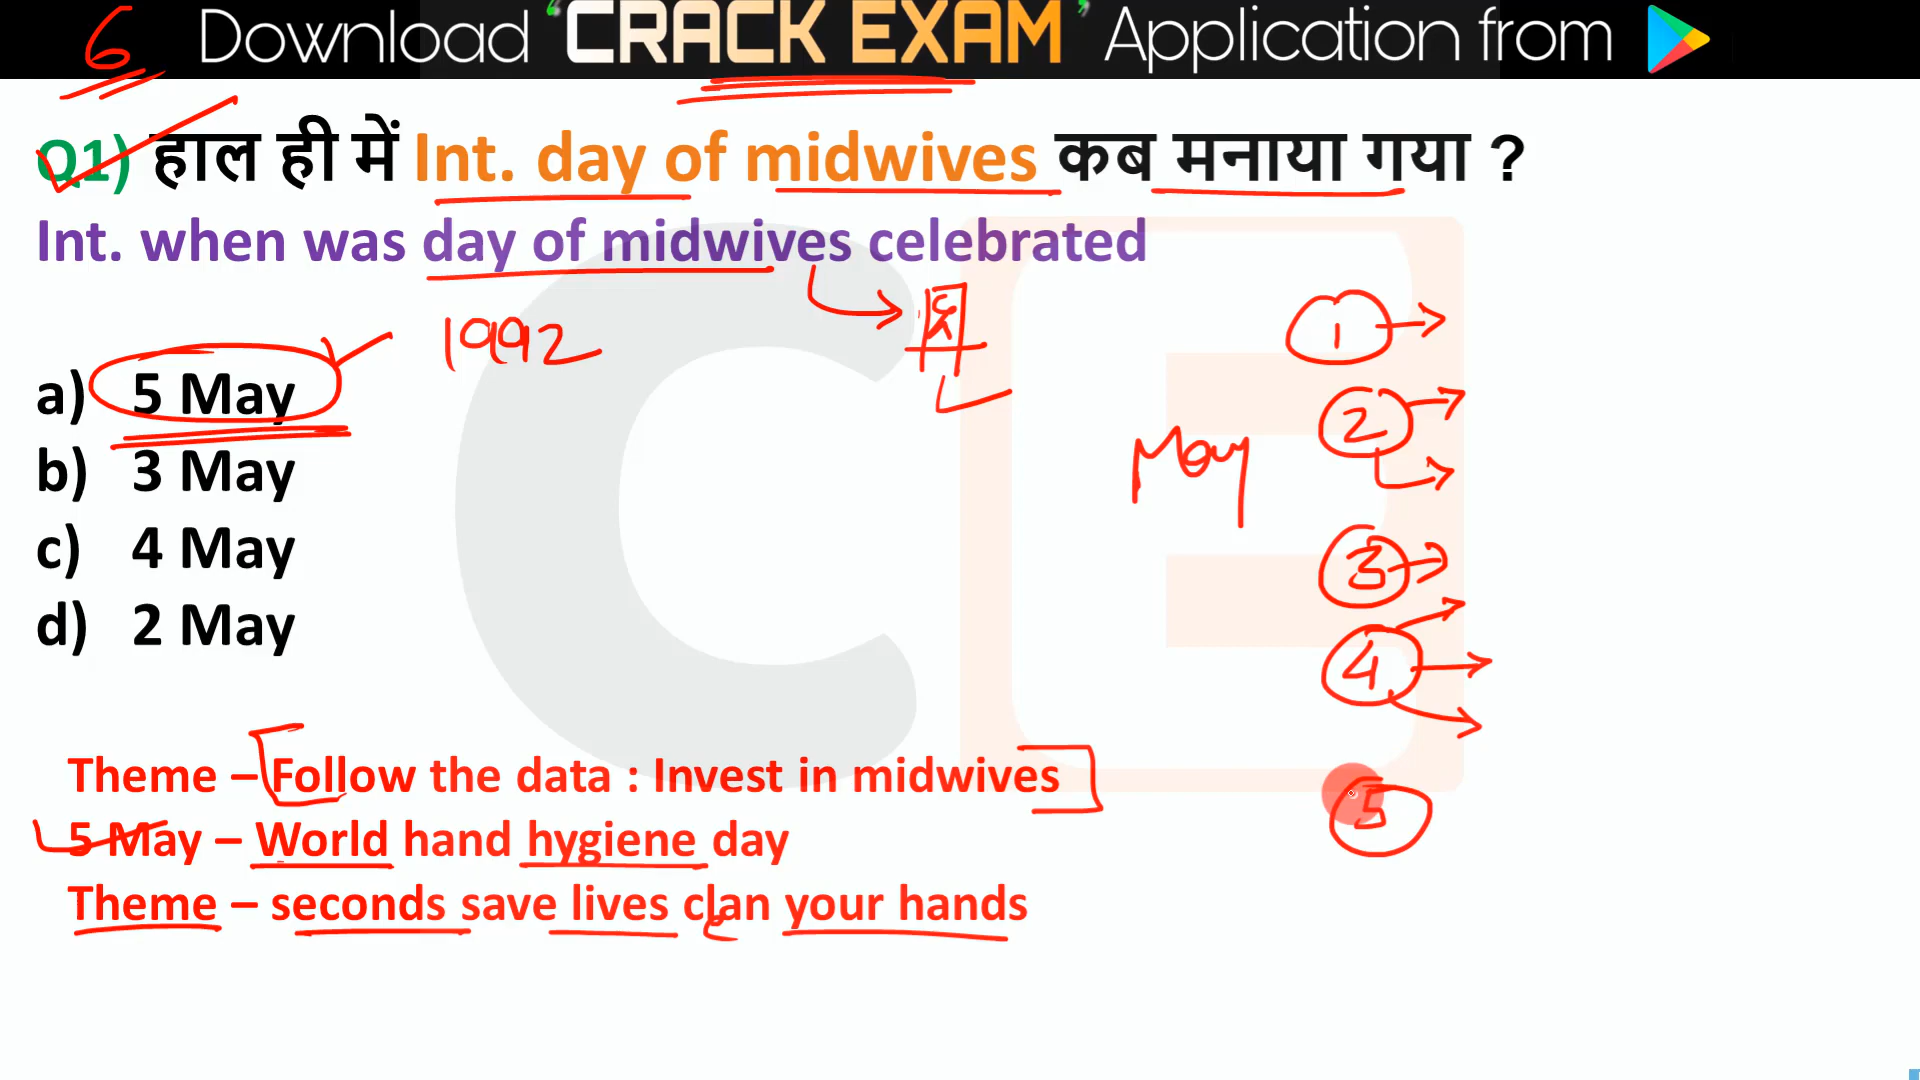 6 Download ‘CRACK EXAM’ Application from
Q1) हाल ही में Int. day of midwives कब मनाया गया ?
Int. when was day of midwives celebrated
1992
a) 5 May
b) 3 May
c) 4 May
d) 2 May
May
1
2
3
4
5
Theme – Follow the data : Invest in midwives
5 May – World hand hygiene day
Theme – seconds save lives clan your hands
CE